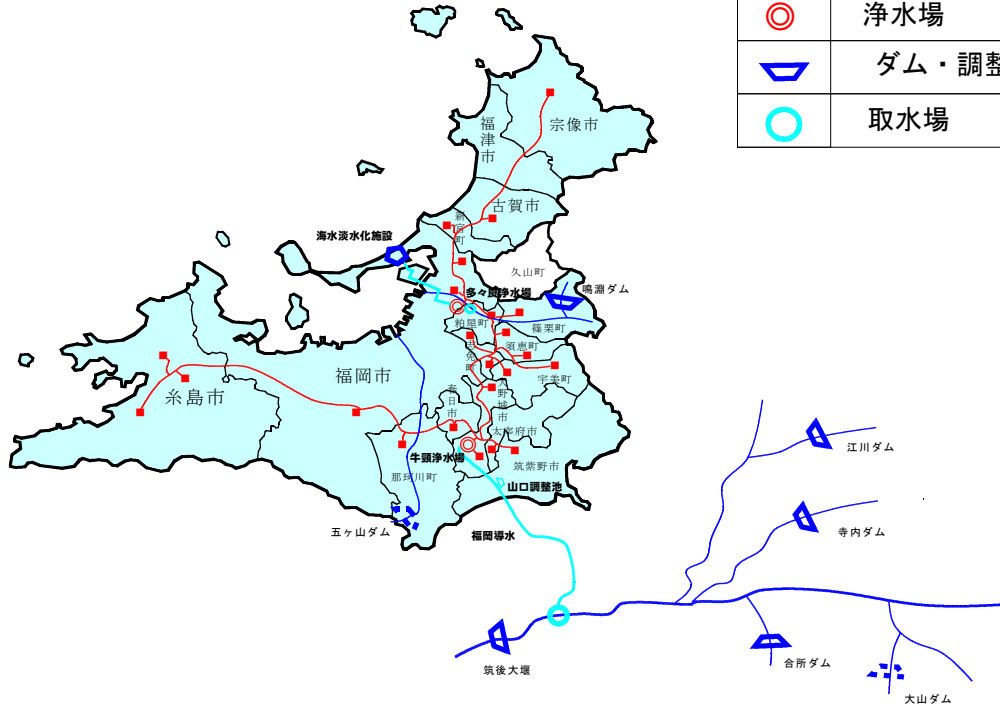 浄水場
ダム・調整
取水場
宗像市
福津市
古賀市
新宮町
海水淡水化施設
久山町
鳴淵ダム
多々良浄水場
粕屋町
篠栗町
須恵町
志免町
宇美町
福岡市
糸島市
春日市
大野城市
太宰府市
牛頸浄水場
筑紫野市
那珂川町
山口調整池
五ヶ山ダム
福岡導水
江川ダム
寺内ダム
筑後大堰
合所ダム
大山ダム